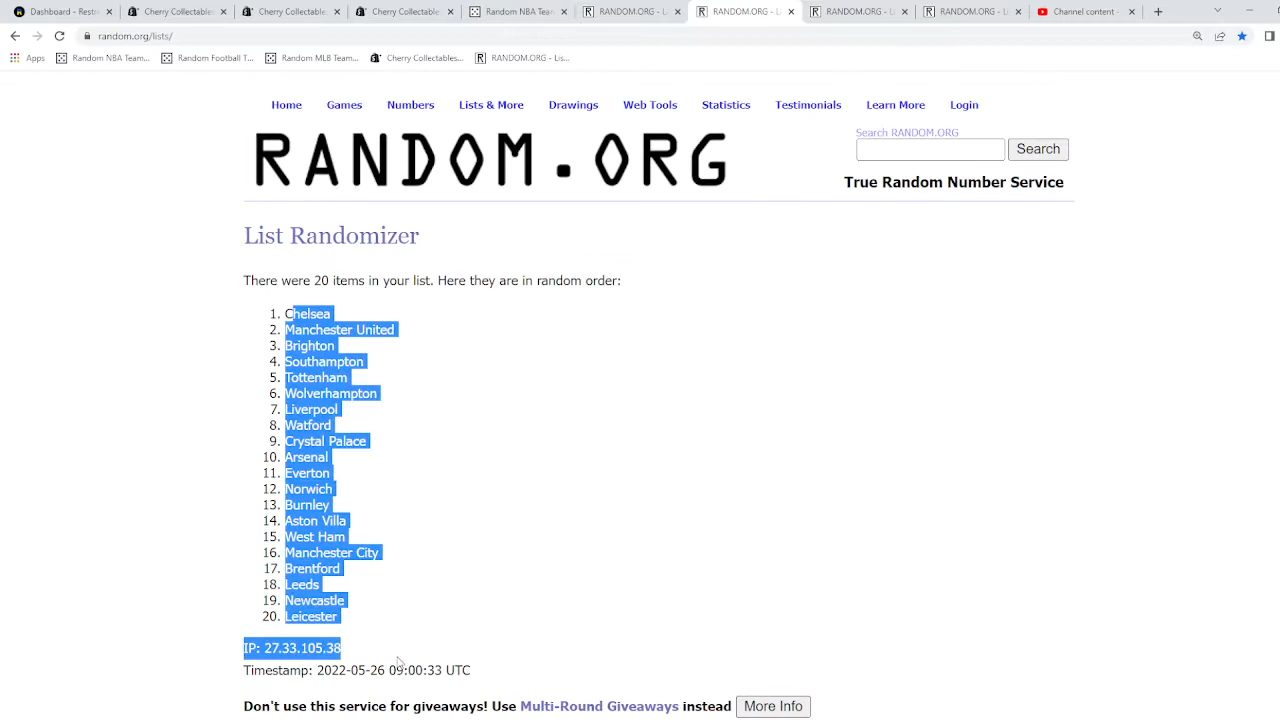 Dashboard - Restr
Cherry Collectables
Cherry Collectable
Cherry Collectable
Random NBA Team
RANDOM.ORG - Li
RANDOM.ORG - Li
RANDOM.ORG - Li
RANDOM.ORG - Li
Channel content -
random.org/lists/
Apps
Random NBA Team...
Random Football T...
Random MLB Team...
Cherry Collectables...
RANDOM.ORG - Lis...
Home Games Numbers Lists & More Drawings Web Tools Statistics Testimonials Learn More Login
RANDOM.ORG
Search RANDOM.ORG
Search
True Random Number Service
List Randomizer
There were 20 items in your list. Here they are in random order:
1. Chelsea
2. Manchester United
3. Brighton
4. Southampton
5. Tottenham
6. Wolverhampton
7. Liverpool
8. Watford
9. Crystal Palace
10. Arsenal
11. Everton
12. Norwich
13. Burnley
14. Aston Villa
15. West Ham
16. Manchester City
17. Brentford
18. Leeds
19. Newcastle
20. Leicester
IP: 27.33.105.38
Timestamp: 2022-05-26 09:00:33 UTC
Don't use this service for giveaways! Use Multi-Round Giveaways instead More Info